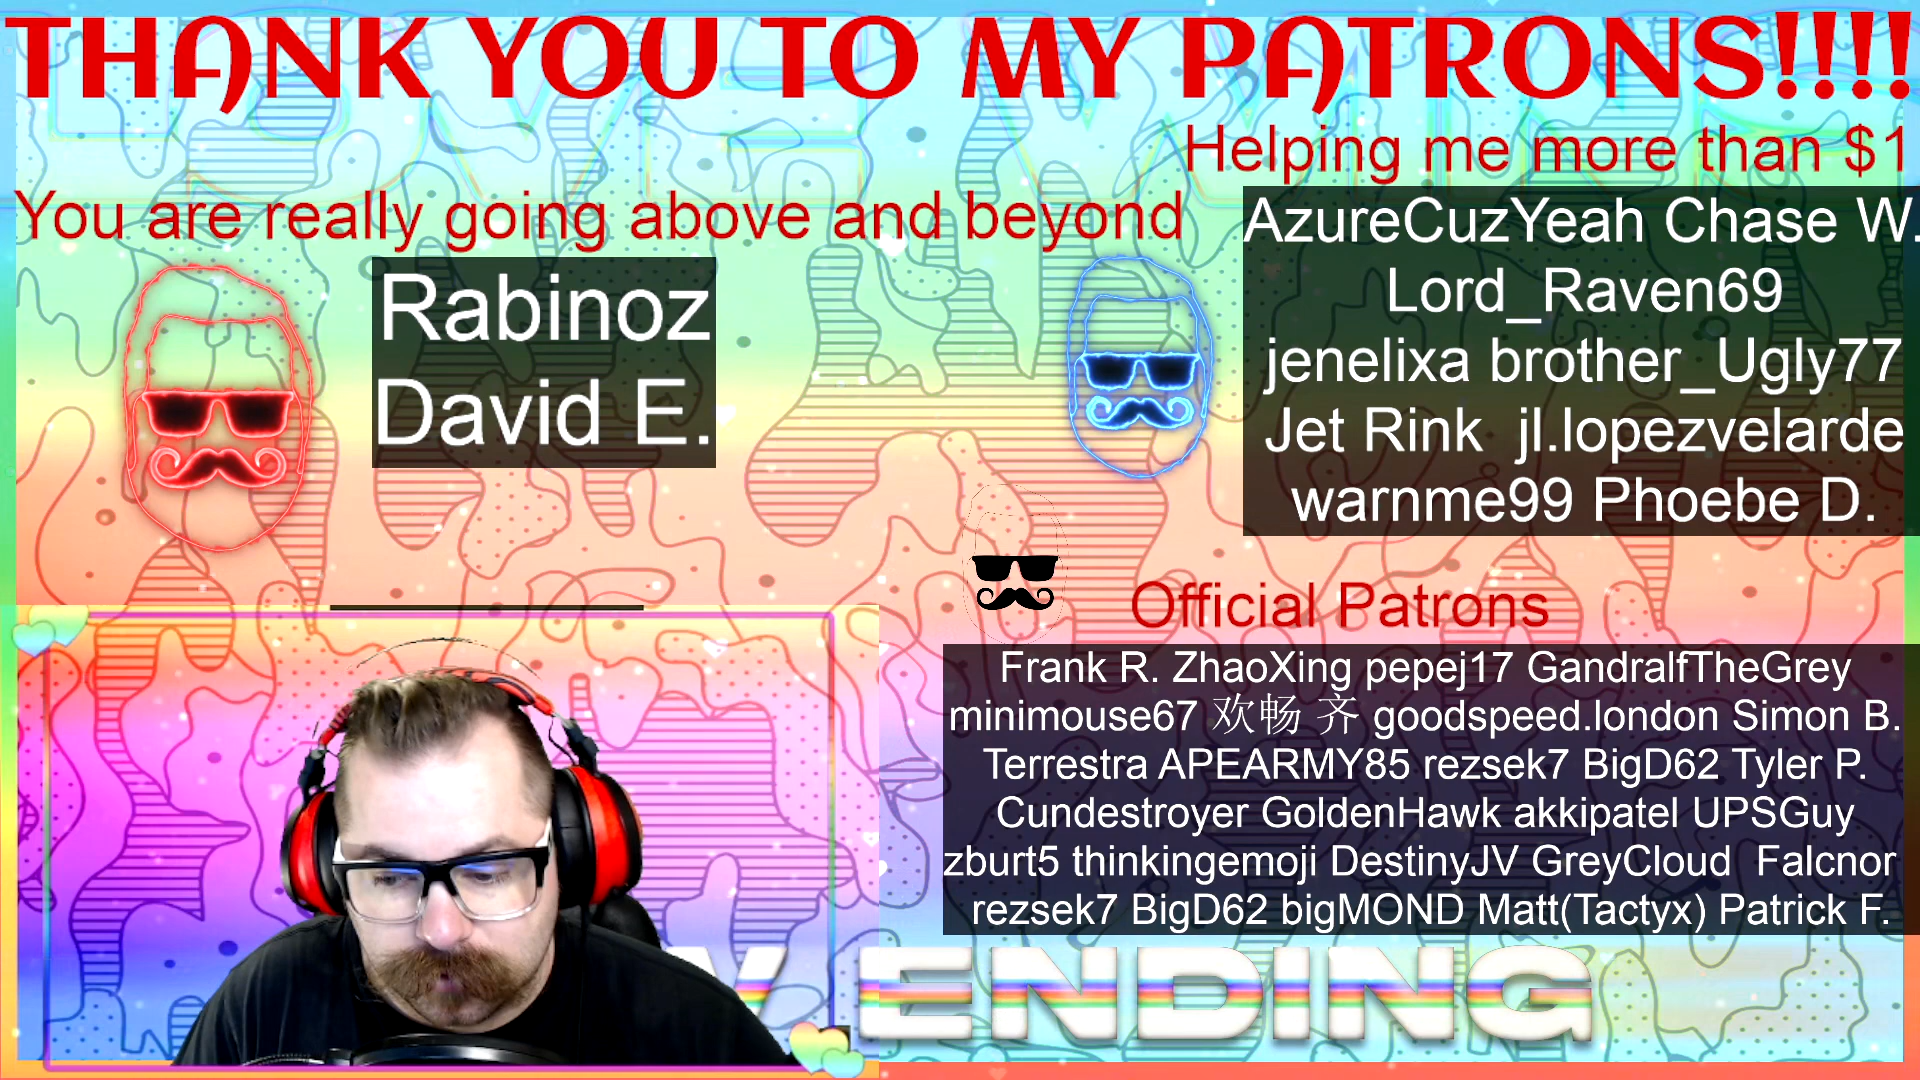 THANK YOU TO MY PATRONS!!!!
Helping me more than $1
You are really going above and beyond
Rabinoz
David E.
AzureCuzYeah Chase W.
Lord_Raven69
jenelixa brother_Ugly77
Jet Rink jl.lopezvelarde
warnme99 Phoebe D.
Official Patrons
Frank R. ZhaoXing pepej17 GandralfTheGrey
minimouse67 欢畅 齐 goodspeed.london Simon B.
Terrestra APEARMY85 rezsek7 BigD62 Tyler P.
Cundestroyer GoldenHawk akkipatel UPSGuy
zburt5 thinkingemoji DestinyJV GreyCloud Falcnor
rezsek7 BigD62 bigMOND Matt(Tactyx) Patrick F.
ENDING